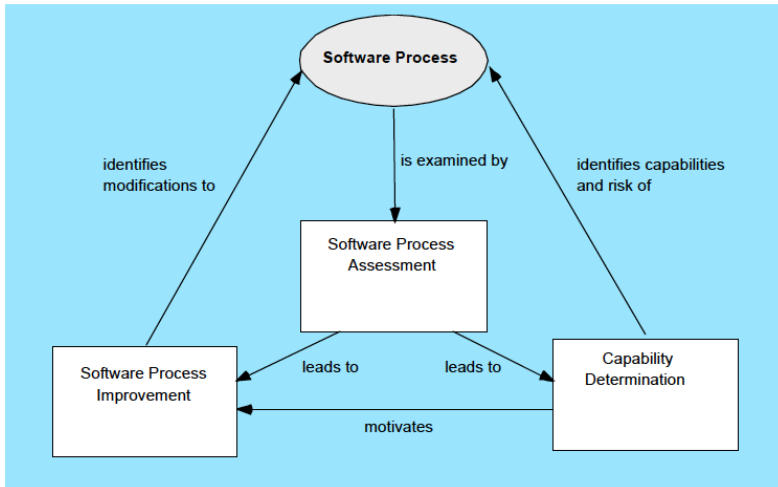 Software Process
identifies
modifications to
is examined by
identifies capabilities
and risk of
Software Process
Assessment
Software Process
Improvement
leads to
leads to
Capability
Determination
motivates